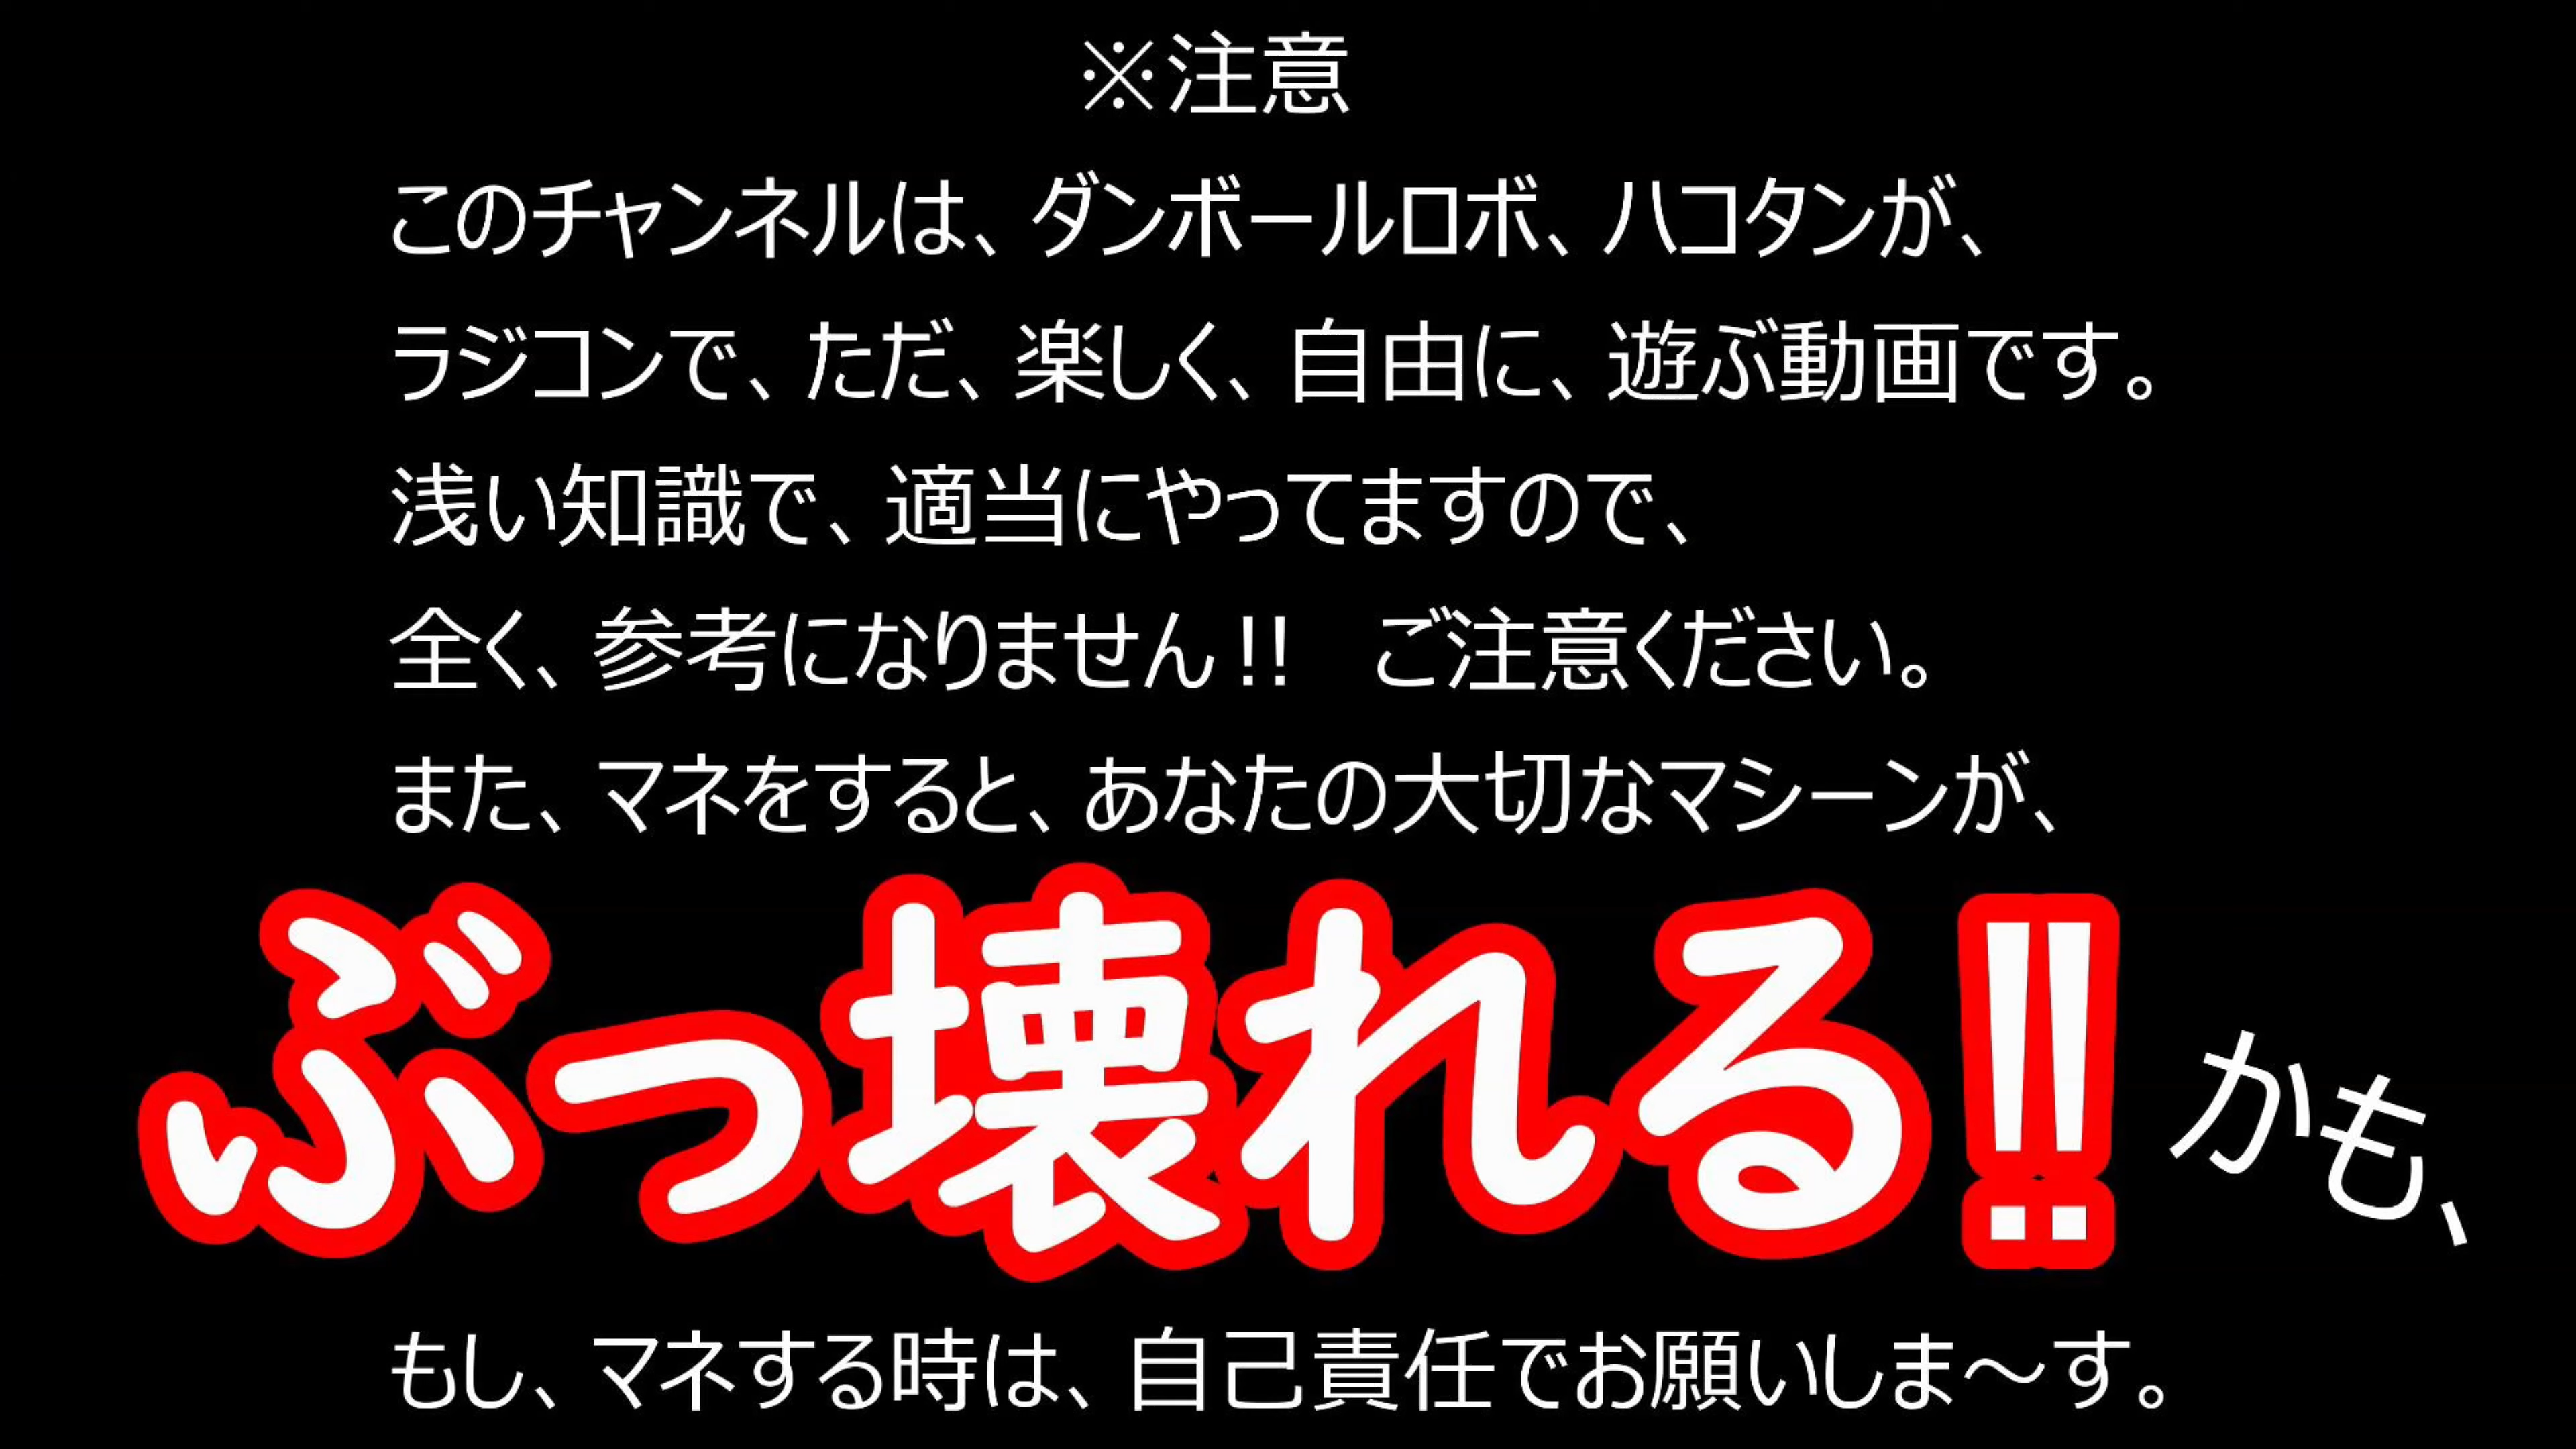 ※注意
このチャンネルは、ダンボールロボ、ハコタンが、
ラジコンで、ただ、楽しく、自由に、遊ぶ動画です。
浅い知識で、適当にやってますので、
全く、参考になりません!!　ご注意ください。
また、マネをすると、あなたの大切なマシーンが、
ぶっ壊れる!!かも、
もし、マネする時は、自己責任でお願いしま～す。